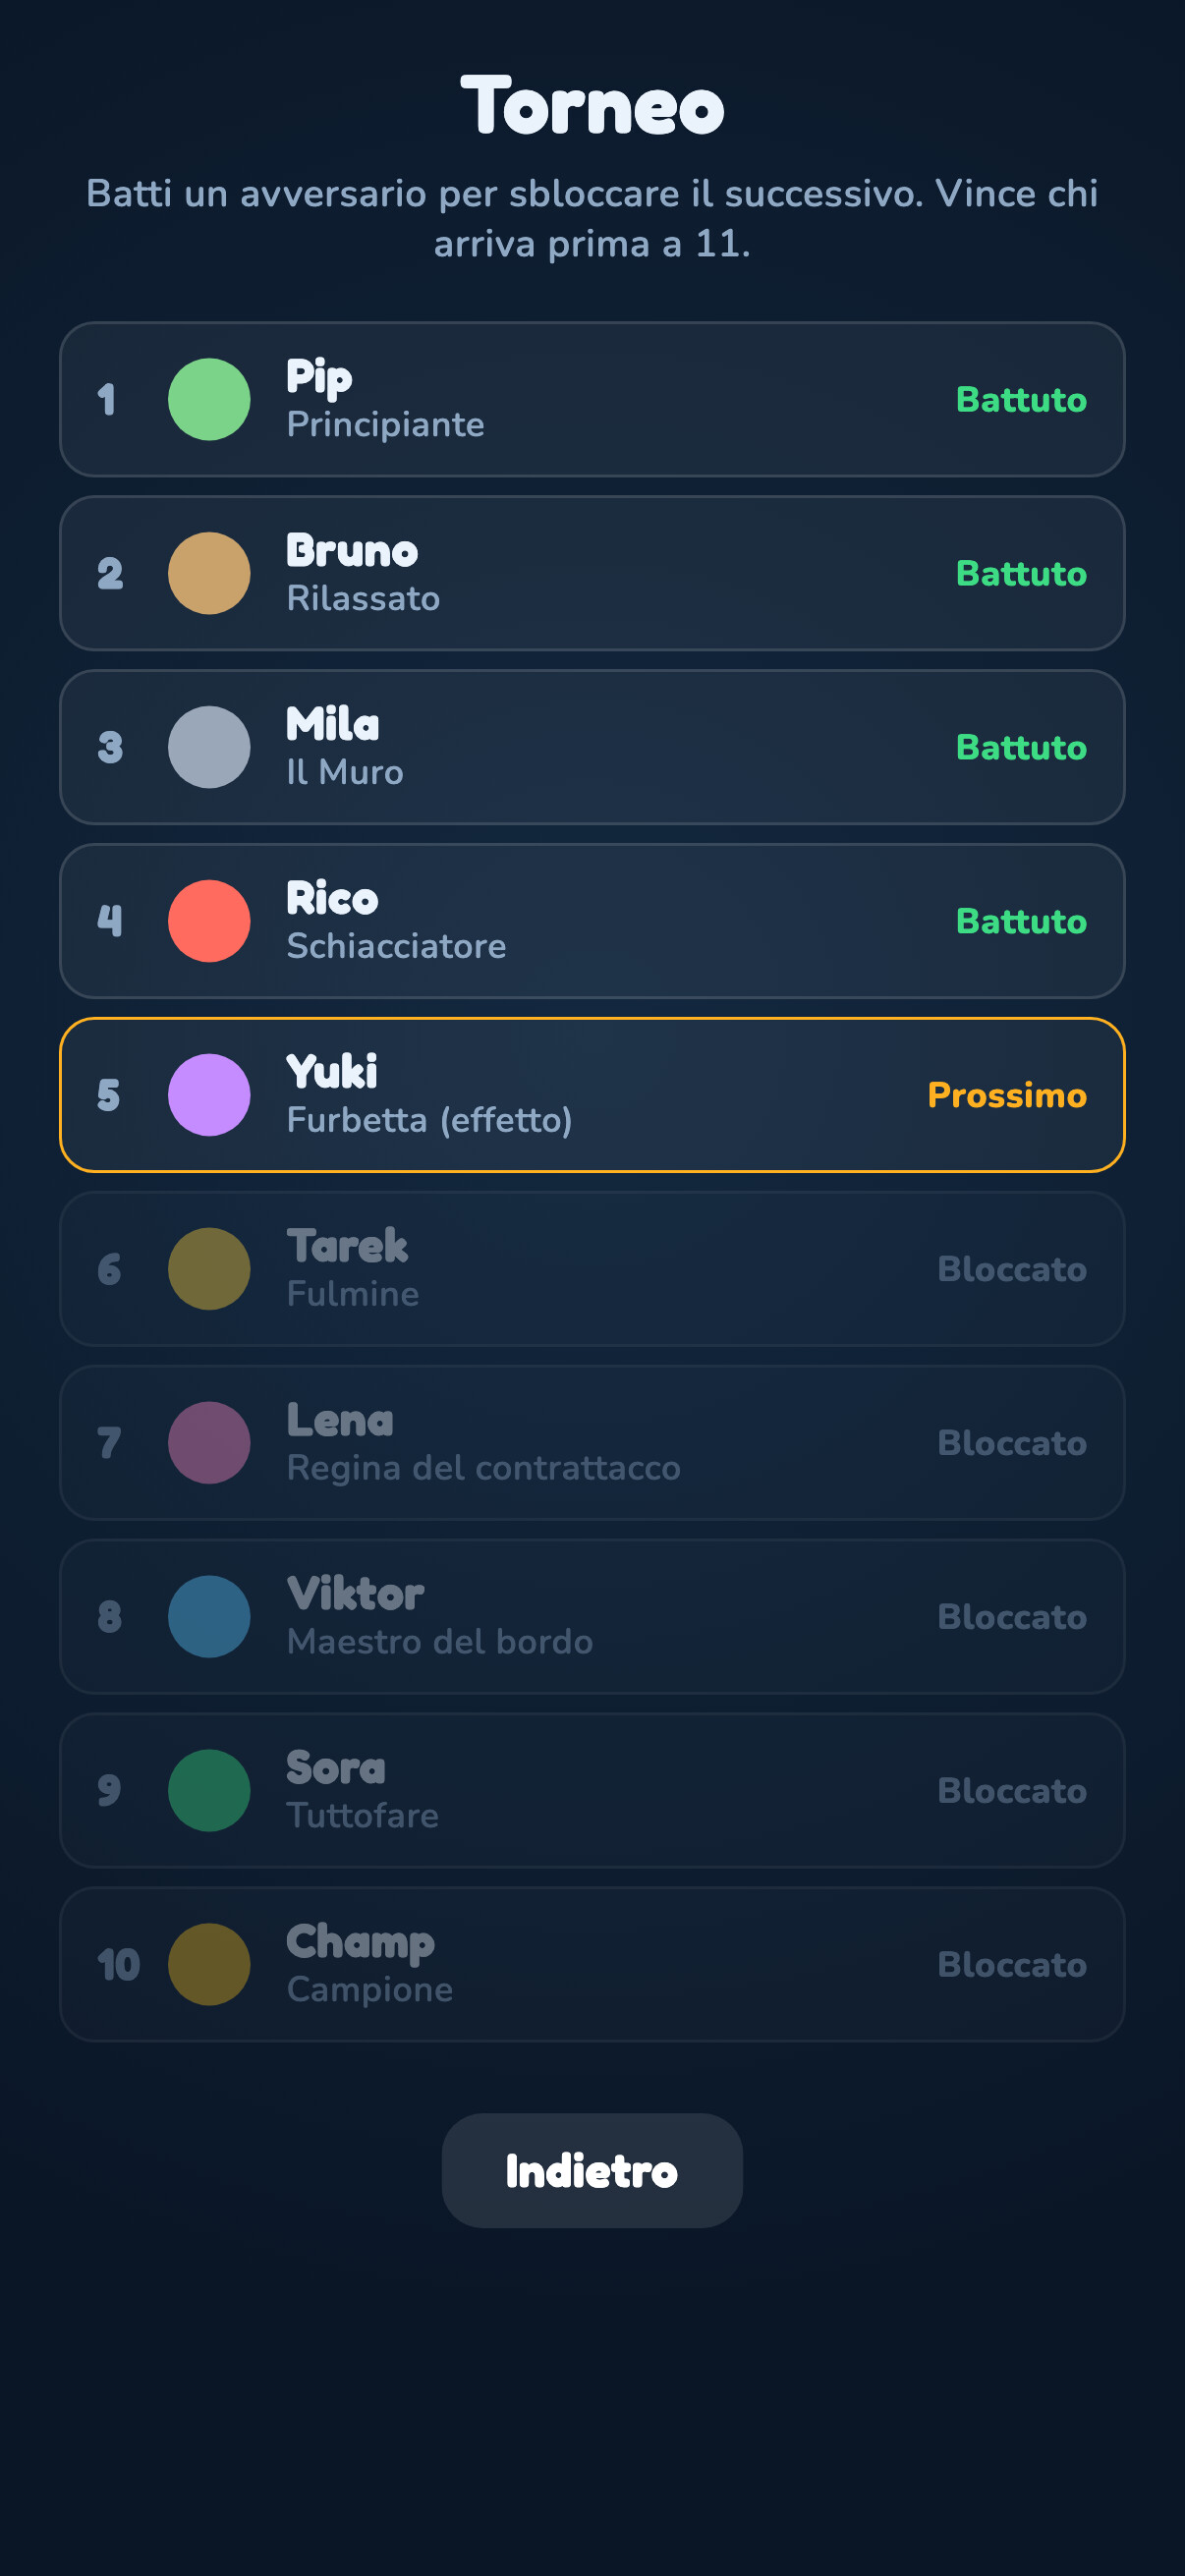 Torneo
Batti un avversario per sbloccare il successivo. Vince chi
arriva prima a 11.
1
Pip
Principiante
Battuto
2
Bruno
Rilassato
Battuto
3
Mila
Il Muro
Battuto
4
Rico
Schiacciatore
Battuto
5
Yuki
Furbetta (effetto)
Prossimo
6
Tarek
Fulmine
Bloccato
7
Lena
Regina del contrattacco
Bloccato
8
Viktor
Maestro del bordo
Bloccato
9
Sora
Tuttofare
Bloccato
10
Champ
Campione
Bloccato
Indietro